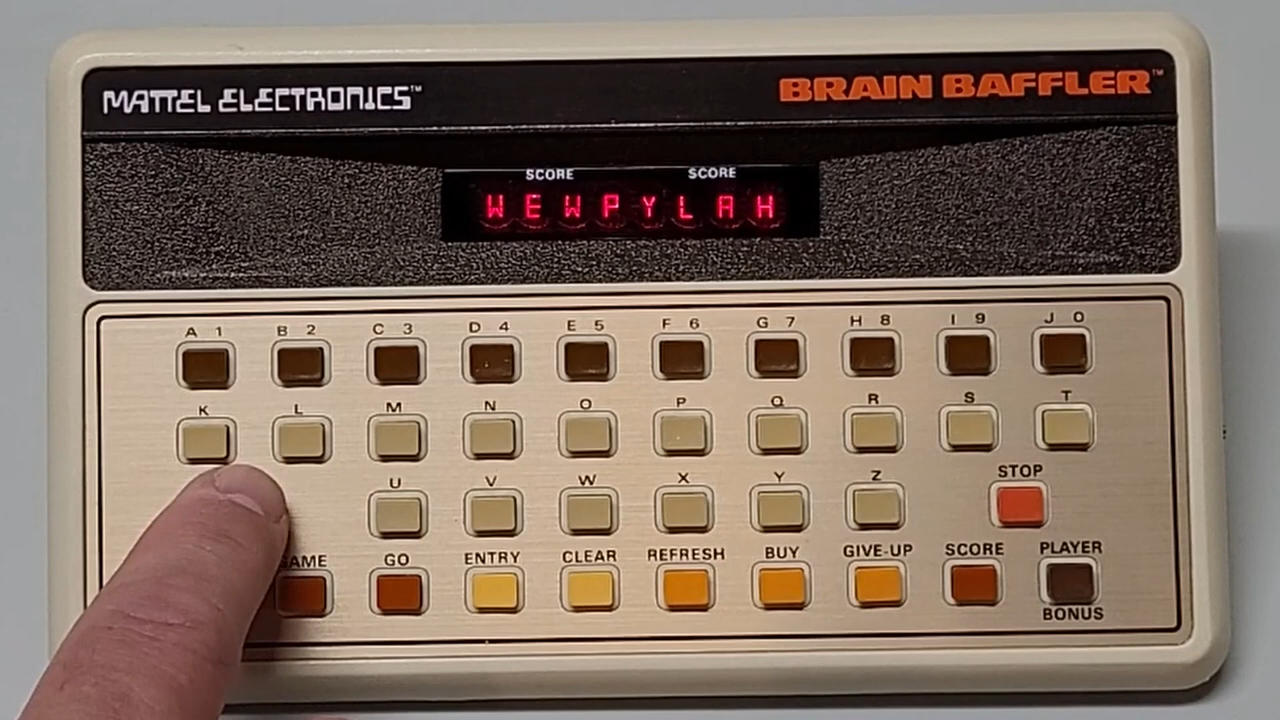 MATTEL ELECTRONICS™ BRAIN BAFFLER™
SCORE SCORE
WEWPYLAH
A 1 B 2 C 3 D 4 E 5 F 6 G 7 H 8 I 9 J 0
K L M N O P Q R S T
U V W X Y Z STOP
GAME GO ENTRY CLEAR REFRESH BUY GIVE-UP SCORE PLAYER
BONUS